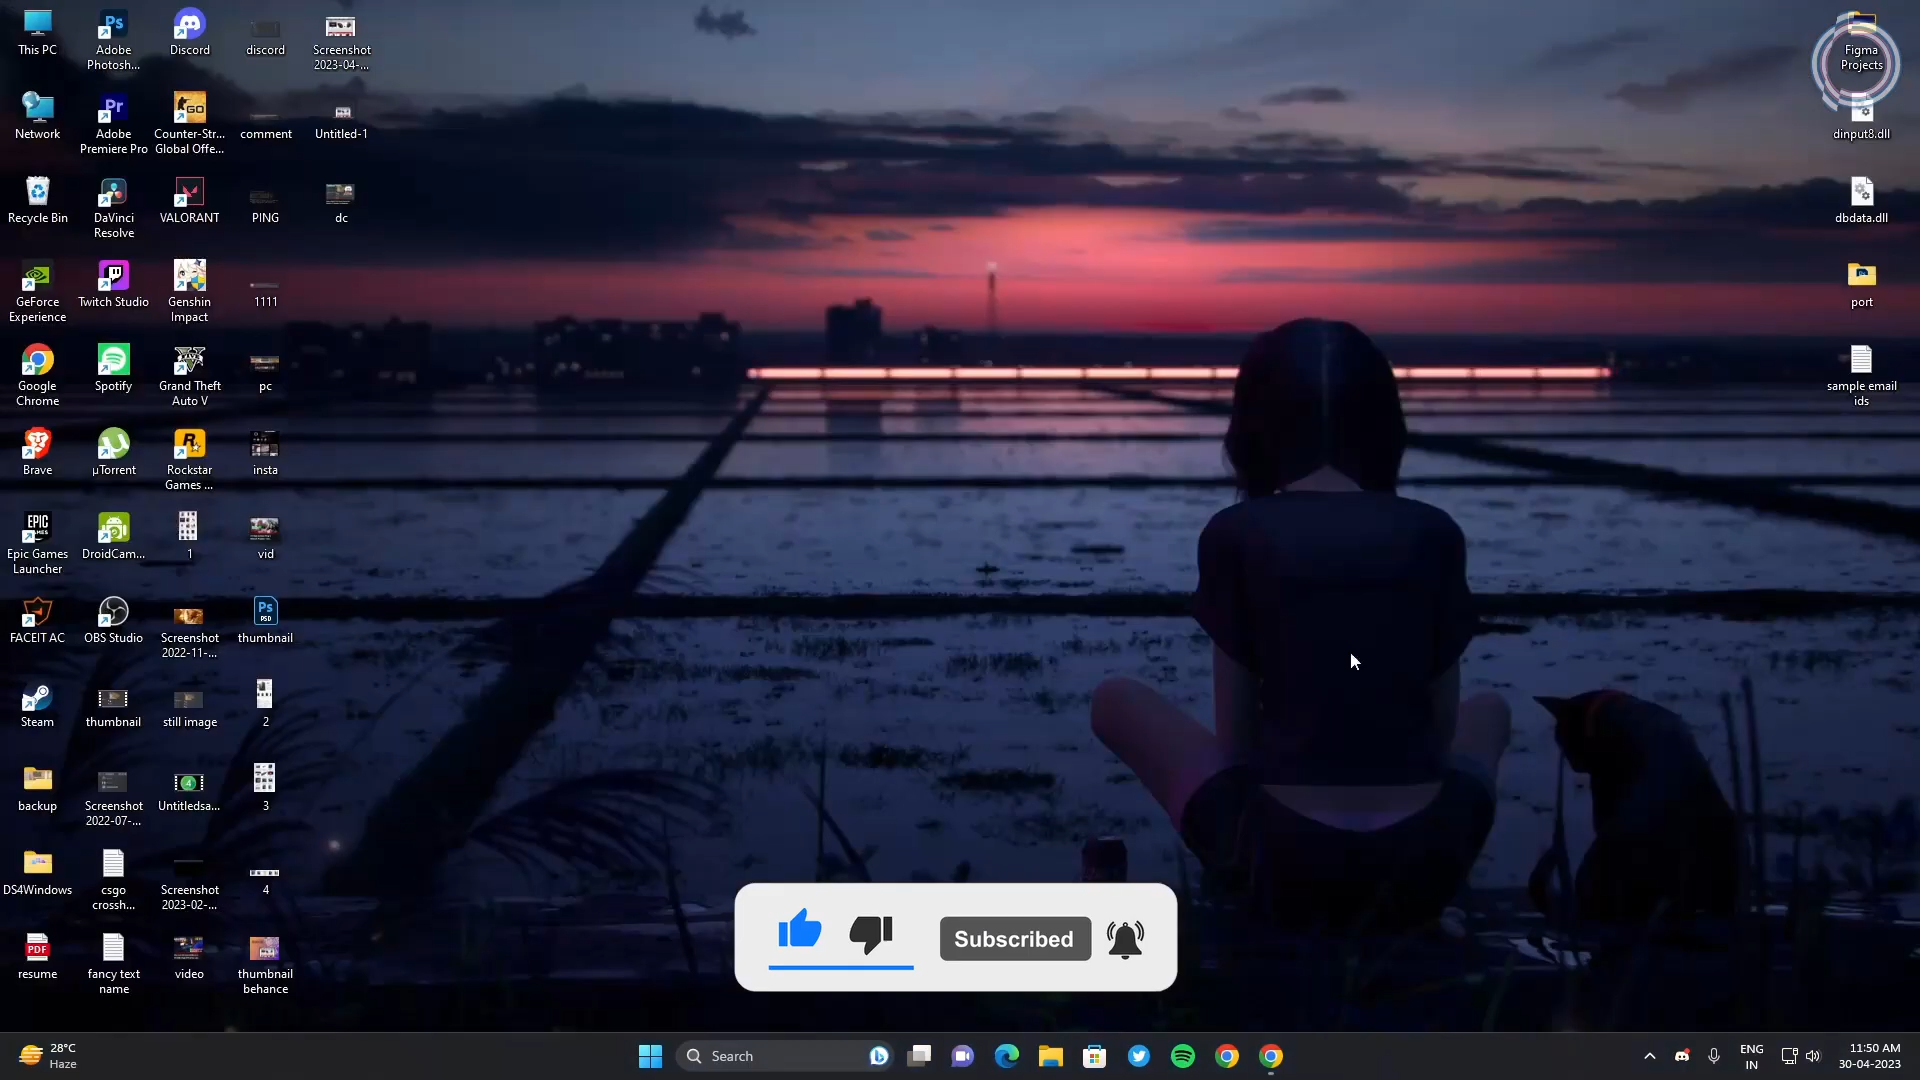 This PC
Adobe
Photosh...
Discord
discord
Screenshot
2023-04-...
Figma
Projects
Network
Adobe
Premiere Pro
Counter-Str...
Global Offe...
comment
Untitled-1
dinput8.dll
Recycle Bin
DaVinci
Resolve
VALORANT
PING
dc
dbdata.dll
GeForce
Experience
Twitch Studio
Genshin
Impact
1111
port
Google
Chrome
Spotify
Grand Theft
Auto V
pc
sample email
ids
Brave
µTorrent
Rockstar
Games ...
insta
Epic Games
Launcher
DroidCam...
1
vid
FACEIT AC
OBS Studio
Screenshot
2022-11-...
thumbnail
Steam
thumbnail
still image
2
backup
Screenshot
2022-07-...
Untitledsa...
3
DS4Windows
csgo
crossh...
Screenshot
2023-02-...
4
resume
fancy text
name
video
thumbnail
behance
Subscribed
28°C
Haze
Search
ENG
IN
11:50 AM
30-04-2023